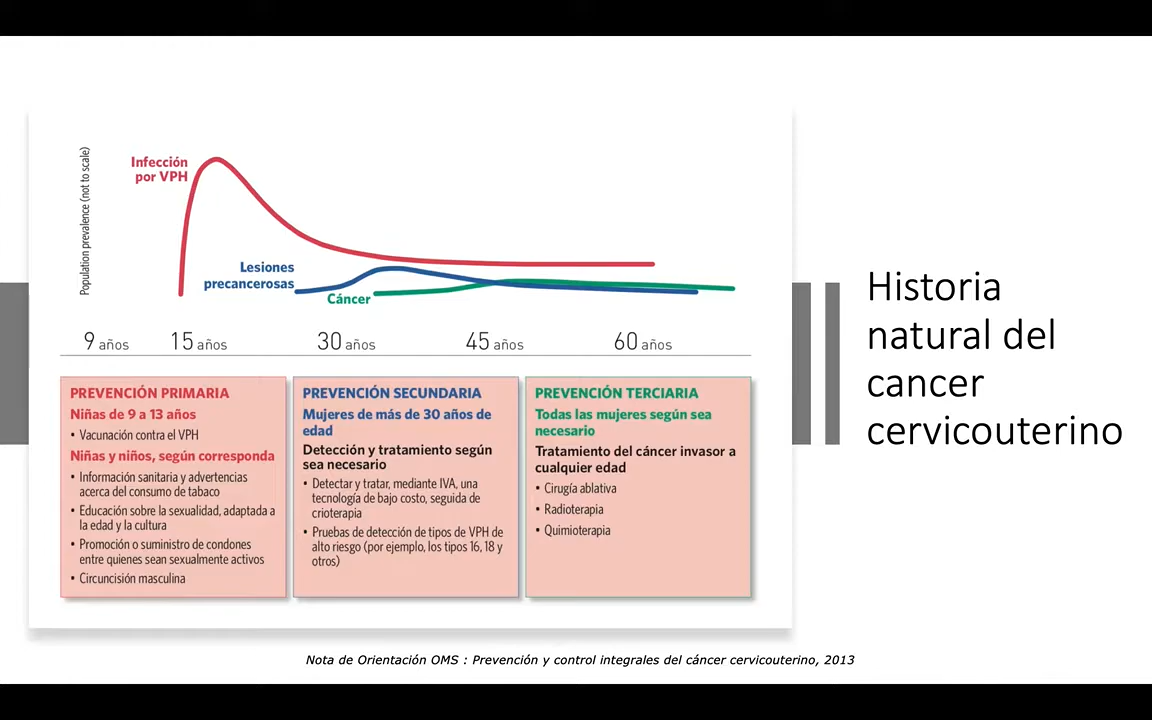 Population prevalence (not to scale)
Infección
por VPH
Lesiones
precancerosas
Cáncer
9 años
15 años
30 años
45 años
60 años
PREVENCIÓN PRIMARIA
Niñas de 9 a 13 años
• Vacunación contra el VPH
Niñas y niños, según corresponda
• Información sanitaria y advertencias
acerca del consumo de tabaco
• Educación sobre la sexualidad, adaptada a
la edad y la cultura
• Promoción o suministro de condones
entre quienes sean sexualmente activos
• Circuncisión masculina
PREVENCIÓN SECUNDARIA
Mujeres de más de 30 años de
edad
Detección y tratamiento según
sea necesario
• Detectar y tratar, mediante IVA, una
tecnología de bajo costo, seguida de
crioterapia
• Pruebas de detección de tipos de VPH de
alto riesgo (por ejemplo, los tipos 16, 18 y
otros)
PREVENCIÓN TERCIARIA
Todas las mujeres según sea
necesario
Tratamiento del cáncer invasor a
cualquier edad
• Cirugía ablativa
• Radioterapia
• Quimioterapia
Historia
natural del
cancer
cervicouterino
Nota de Orientación OMS : Prevención y control integrales del cáncer cervicouterino, 2013